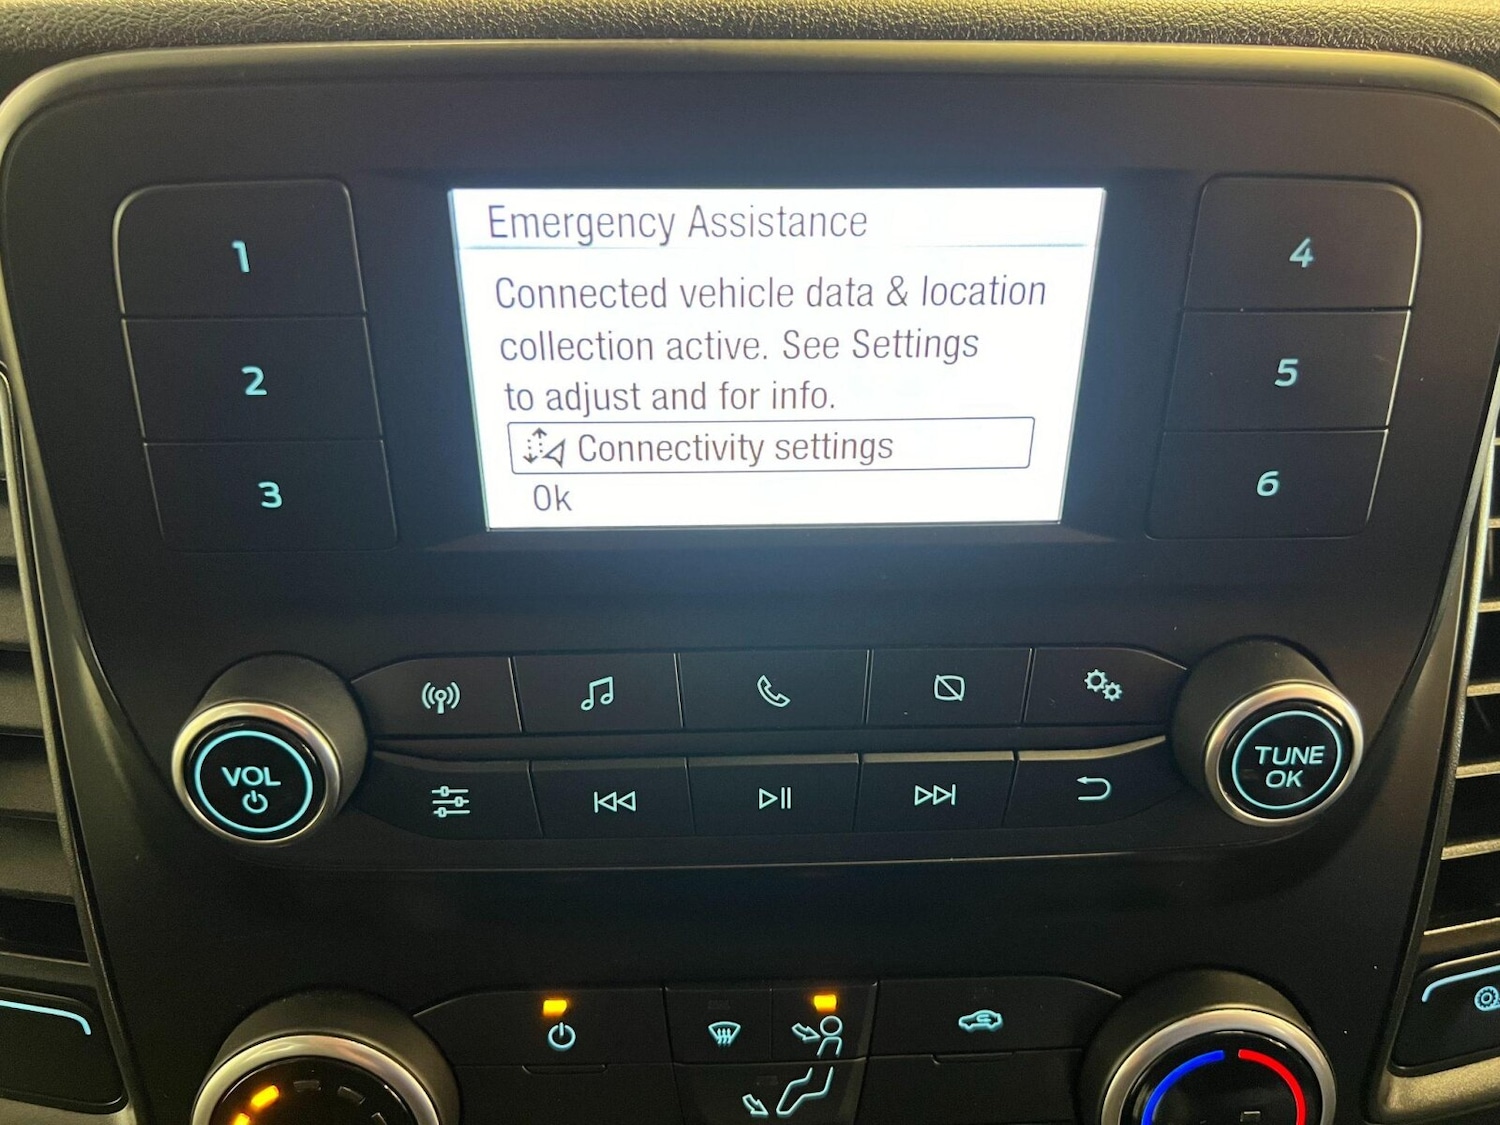 Emergency Assistance
Connected vehicle data & location
collection active. See Settings
to adjust and for info.
Connectivity settings
Ok
1
2
3
4
5
6
VOL
TUNE
OK